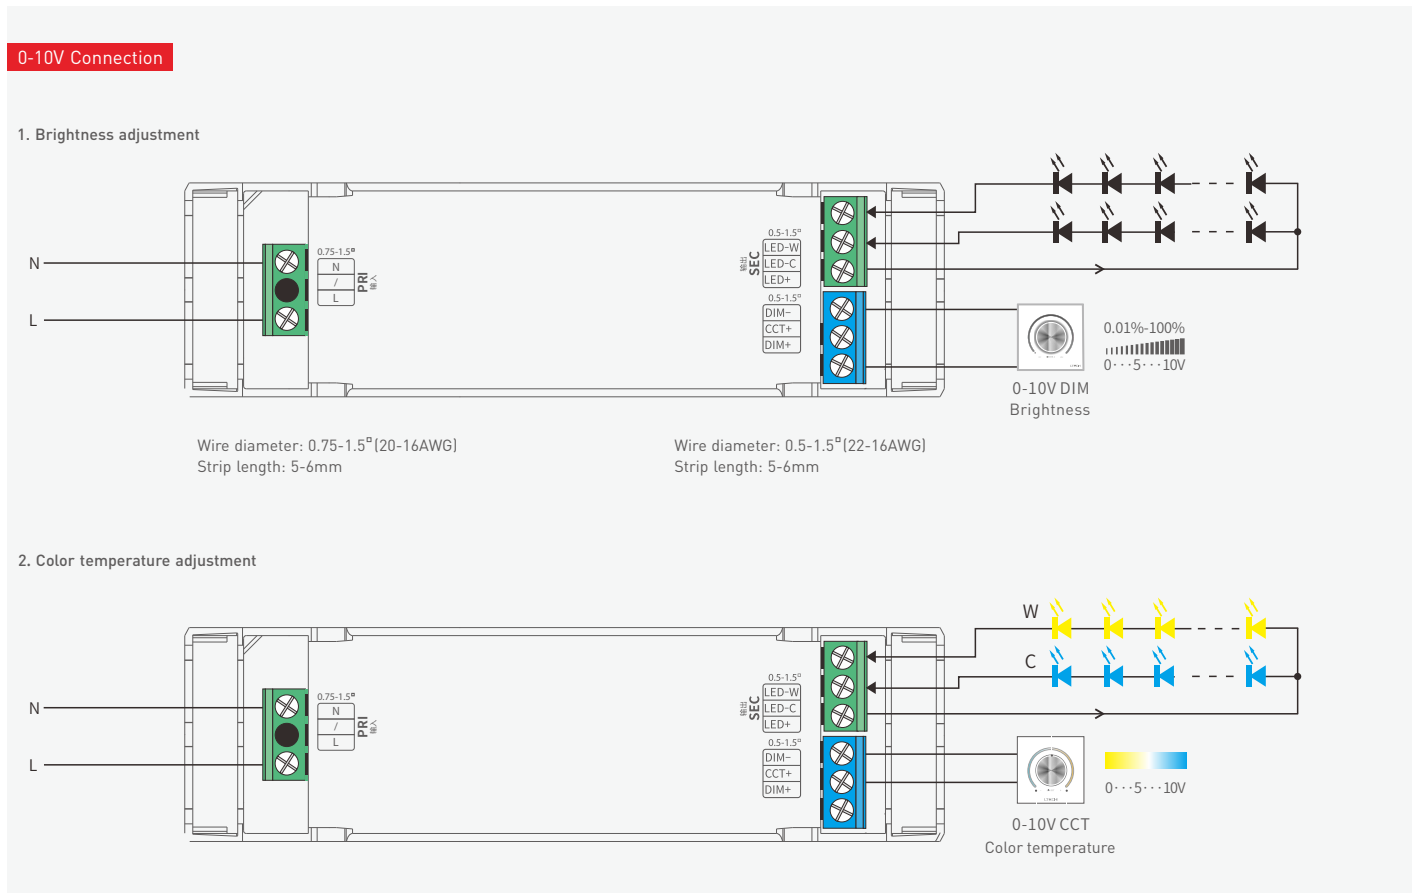 0-10V Connection
1. Brightness adjustment
N
L
0.75-1.5▫
N
/
L
PRI
输入
0.5-1.5▫
LED-W
LED-C
LED+
SEC
输出
0.5-1.5▫
DIM-
CCT+
DIM+
0.01%-100%
0···5···10V
0-10V DIM
Brightness
Wire diameter: 0.75-1.5▫(20-16AWG)
Strip length: 5-6mm
Wire diameter: 0.5-1.5▫(22-16AWG)
Strip length: 5-6mm
2. Color temperature adjustment
N
L
0.75-1.5▫
N
/
L
PRI
输入
0.5-1.5▫
LED-W
LED-C
LED+
SEC
输出
0.5-1.5▫
DIM-
CCT+
DIM+
W
C
0···5···10V
0-10V CCT
Color temperature